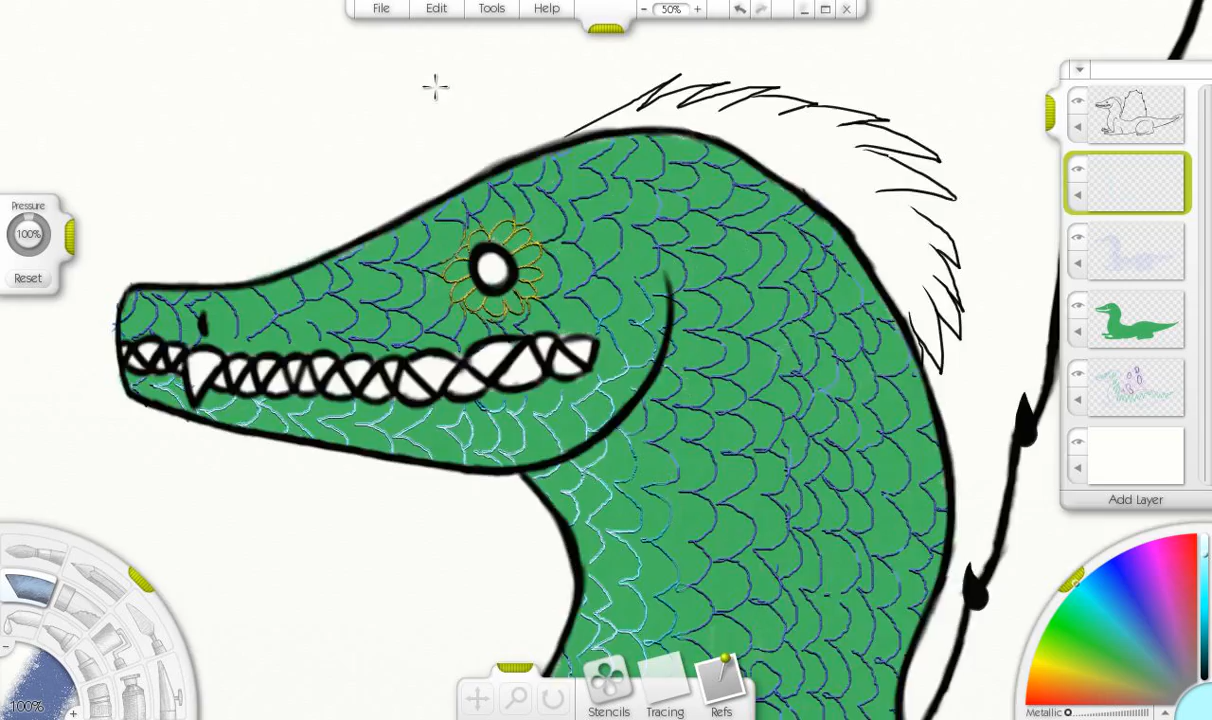 File Edit Tools Help
− 50% +
Pressure
100%
Reset
Add Layer
100%
Stencils Tracing Refs
Metallic